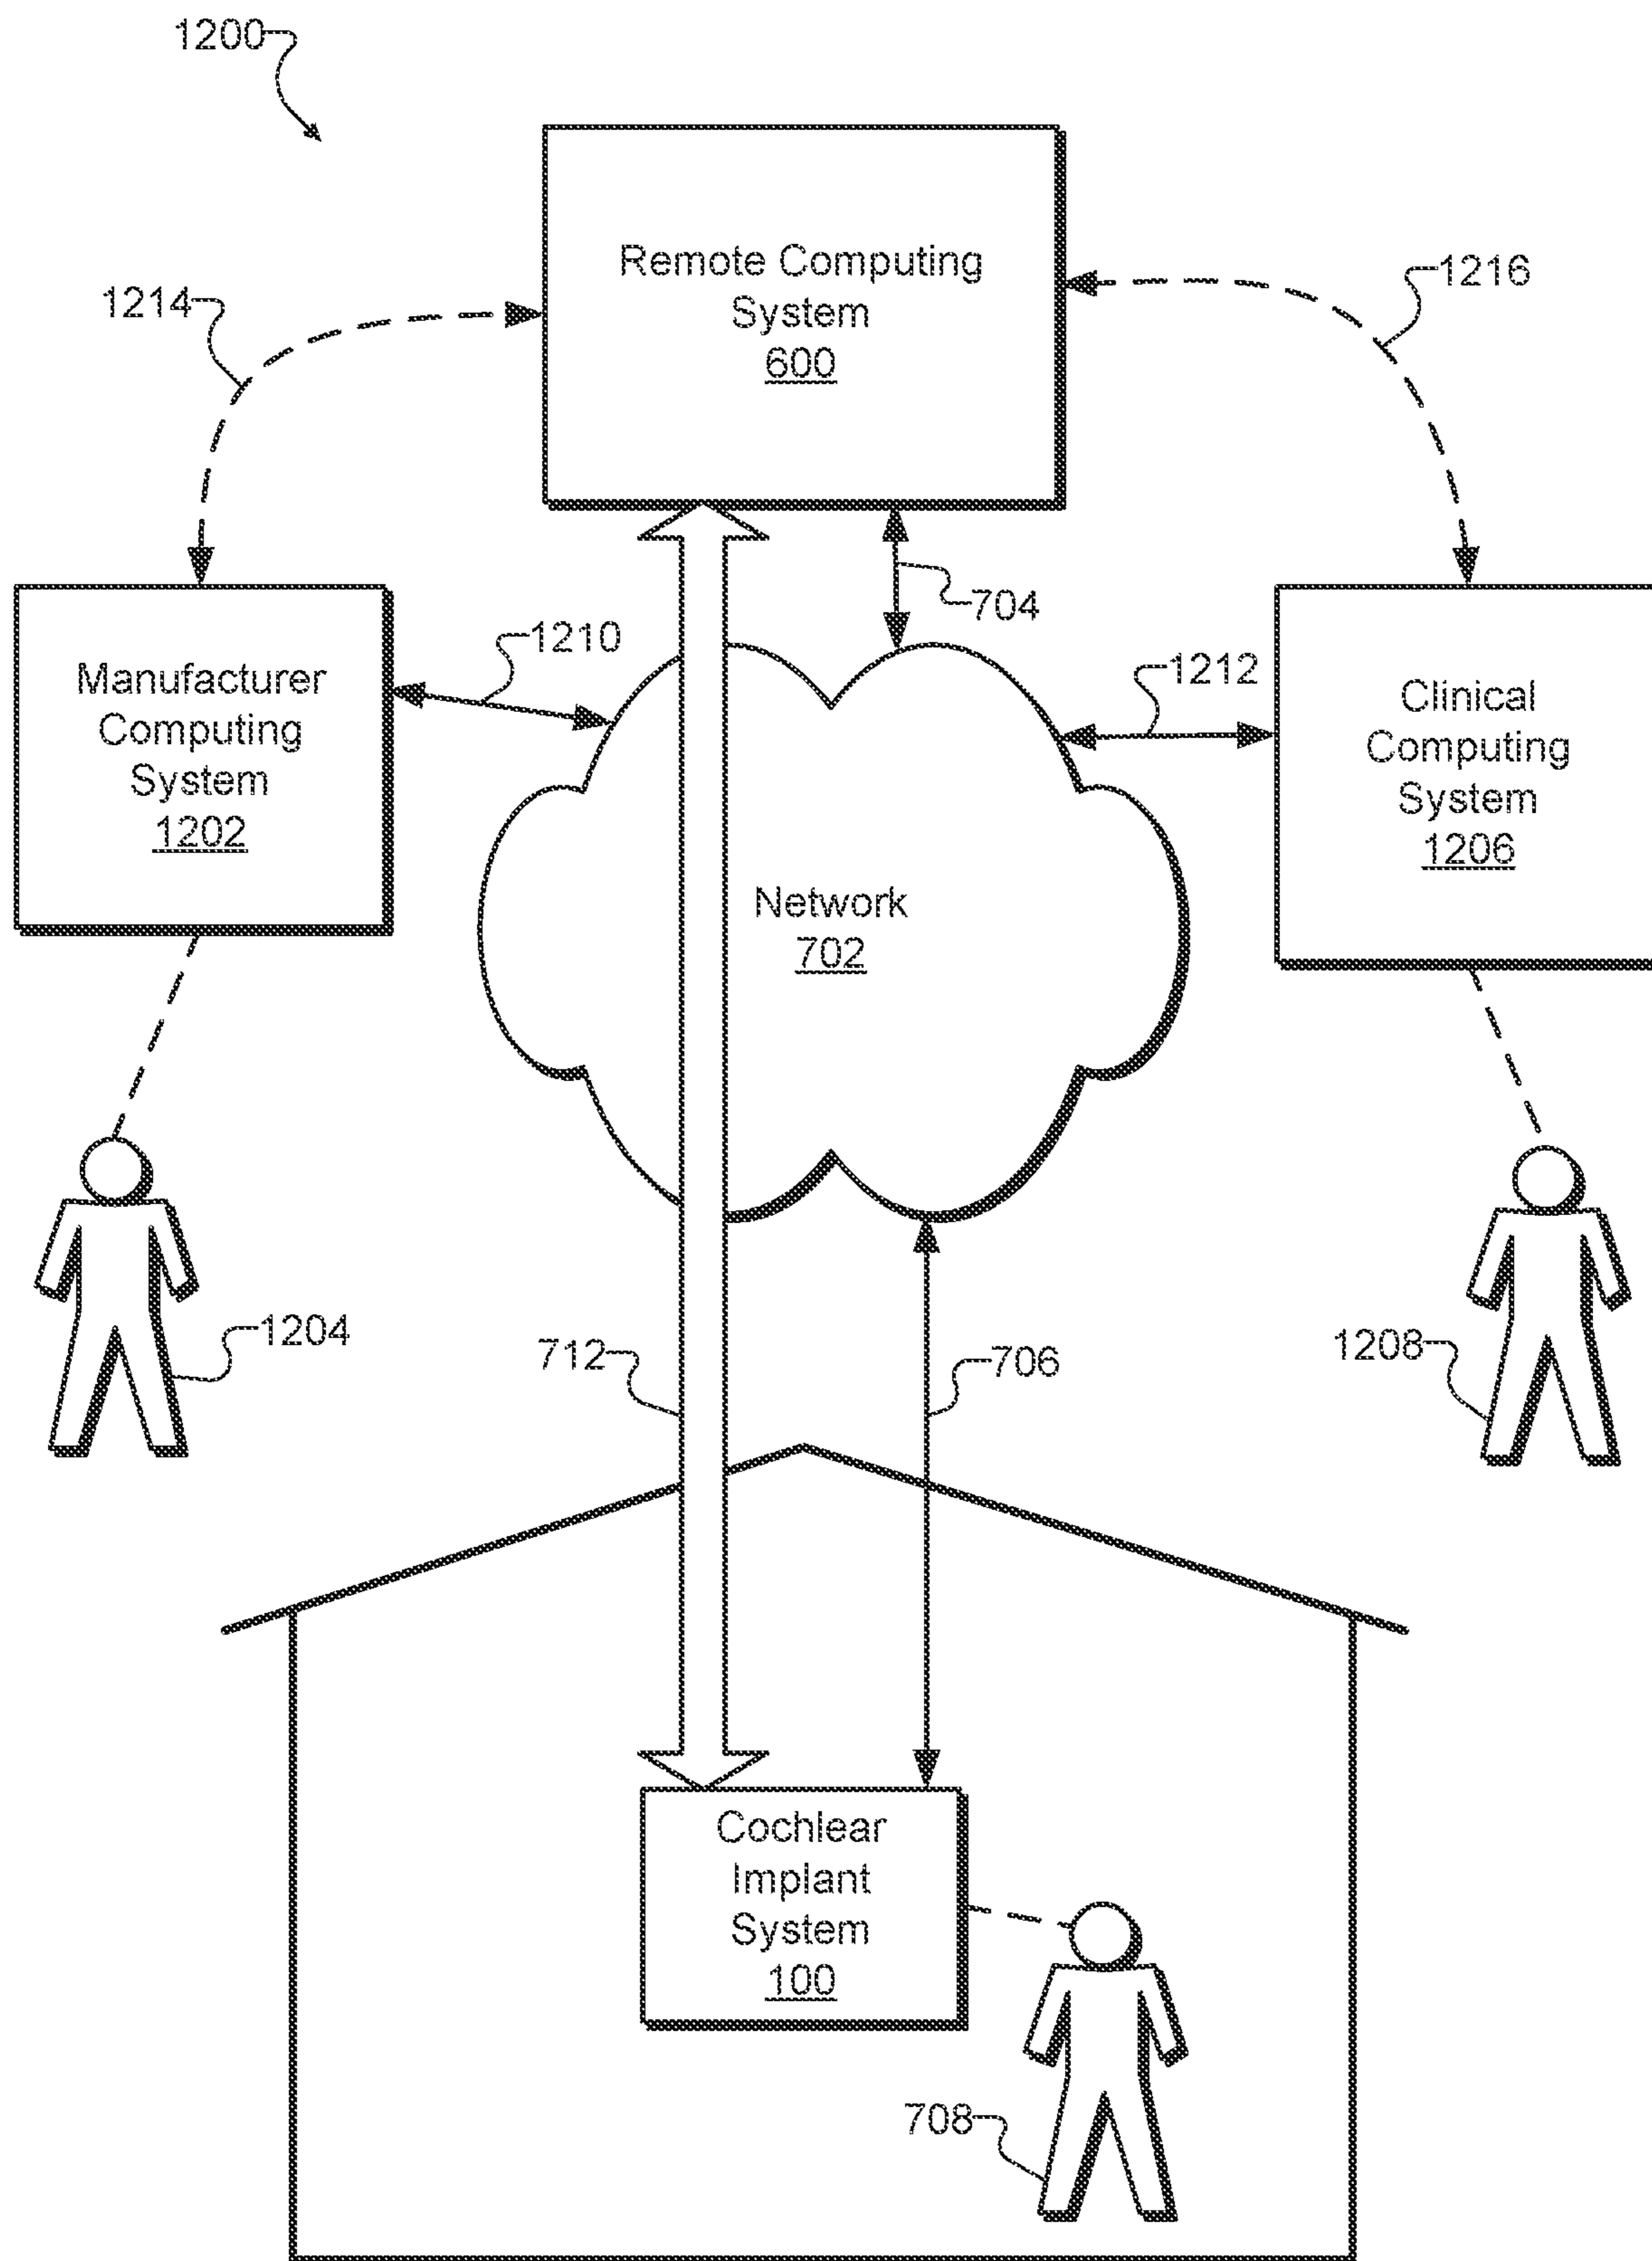 1200
Remote Computing
System
600
1214
1216
704
1210
1212
Manufacturer
Computing
System
1202
Clinical
Computing
System
1206
Network
702
1204
712
706
1208
Cochlear
Implant
System
100
708